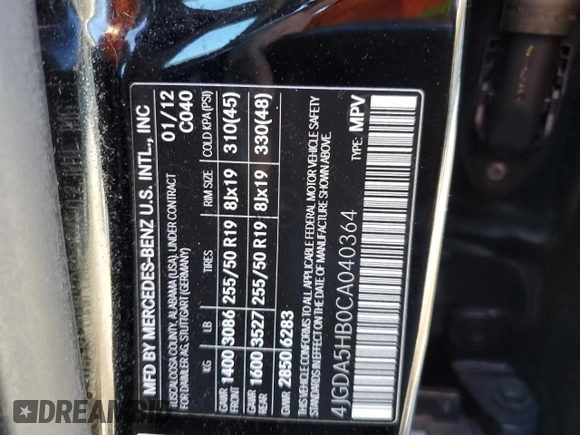 MFD BY MERCEDES-BENZ U.S. INTL., INC
TUSCALOOSA COUNTY, ALABAMA (USA) UNDER CONTRACT
FOR DAIMLER AG, STUTTGART (GERMANY)
01/12
C040
KG LB TIRES RIM SIZE COLD KPA (PSI)
GAWR: FRONT 1400 3086 255/50 R19 8Jx19 310(45)
GAWR: REAR 1600 3527 255/50 R19 8Jx19 330(48)
GVWR: 2850 6283
THIS VEHICLE CONFORMS TO ALL APPLICABLE FEDERAL MOTOR VEHICLE SAFETY
STANDARDS IN EFFECT ON THE DATE OF MANUFACTURE SHOWN ABOVE.
4JGDA5HB0CA040364 TYPE: MPV